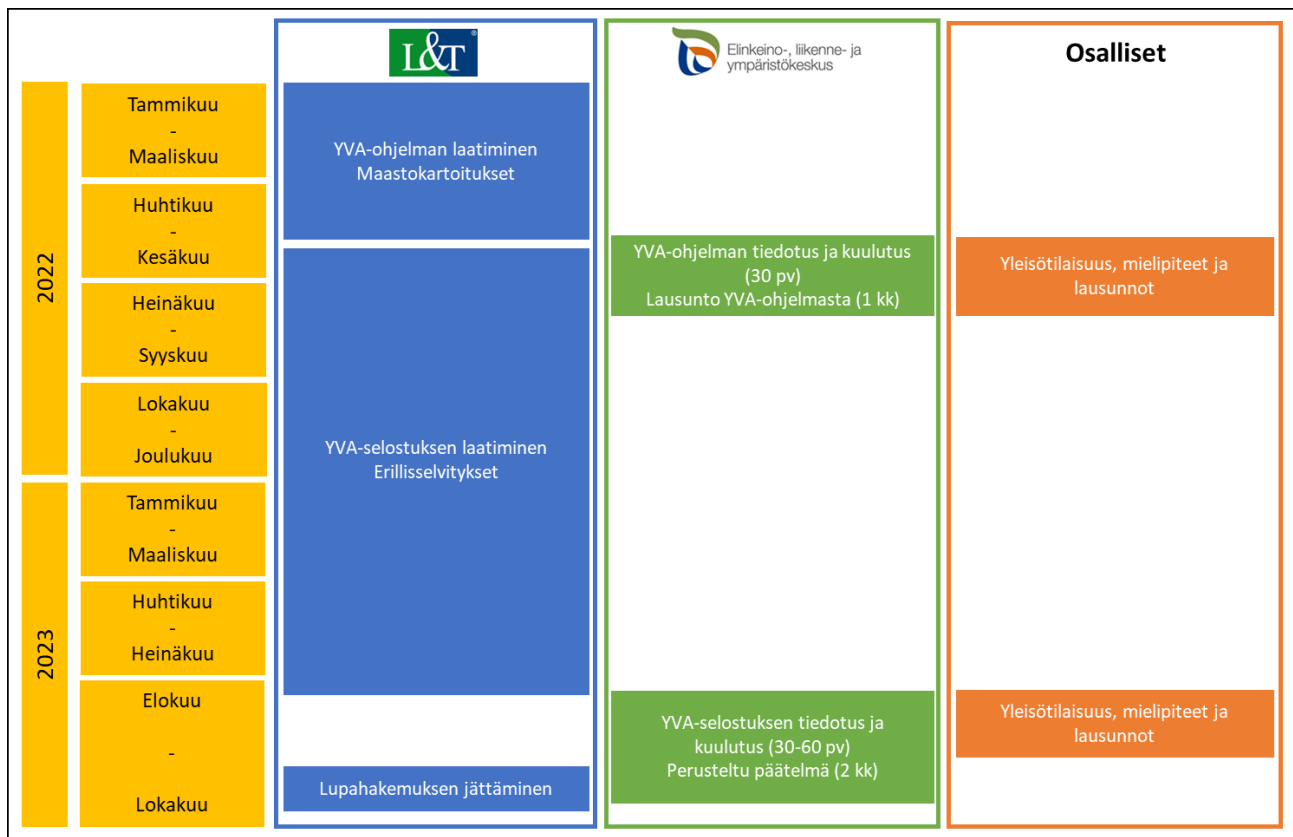 L&T®
Elinkeino-, liikenne- ja
ympäristökeskus
Osalliset
2022
Tammikuu
-
Maaliskuu
Huhtikuu
-
Kesäkuu
Heinäkuu
-
Syyskuu
Lokakuu
-
Joulukuu
2023
Tammikuu
-
Maaliskuu
Huhtikuu
-
Heinäkuu
Elokuu
-
Lokakuu
YVA-ohjelman laatiminen
Maastokartoitukset
YVA-selostuksen laatiminen
Erillisselvitykset
Lupahakemuksen jättäminen
YVA-ohjelman tiedotus ja kuulutus
(30 pv)
Lausunto YVA-ohjelmasta (1 kk)
YVA-selostuksen tiedotus ja
kuulutus (30-60 pv)
Perusteltu päätelmä (2 kk)
Yleisötilaisuus, mielipiteet ja
lausunnot
Yleisötilaisuus, mielipiteet ja
lausunnot